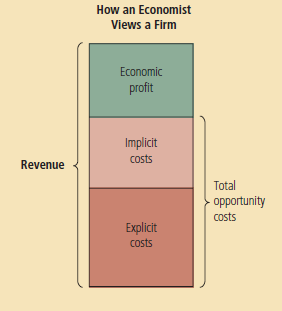 How an Economist
Views a Firm
Economic
profit
Implicit
costs
Revenue
Total
opportunity
costs
Explicit
costs